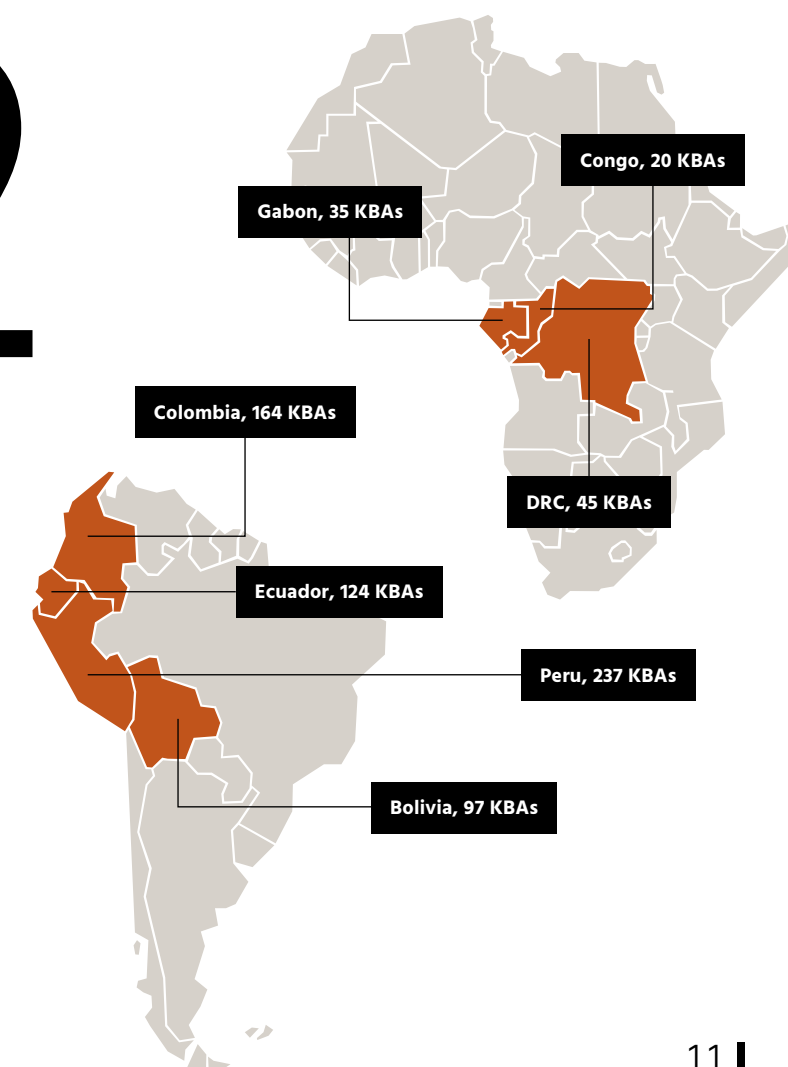 Congo, 20 KBAs
Gabon, 35 KBAs
Colombia, 164 KBAs
DRC, 45 KBAs
Ecuador, 124 KBAs
Peru, 237 KBAs
Bolivia, 97 KBAs
11